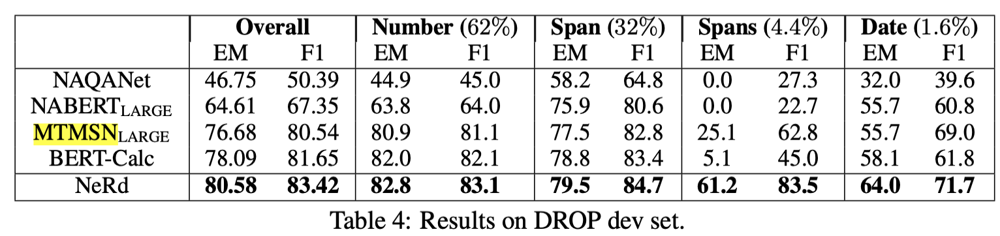 Overall Number (62%) Span (32%) Spans (4.4%) Date (1.6%)
EM F1 EM F1 EM F1 EM F1 EM F1
NAQANet 46.75 50.39 44.9 45.0 58.2 64.8 0.0 27.3 32.0 39.6
NABERTLARGE 64.61 67.35 63.8 64.0 75.9 80.6 0.0 22.7 55.7 60.8
MTMSNLARGE 76.68 80.54 80.9 81.1 77.5 82.8 25.1 62.8 55.7 69.0
BERT-Calc 78.09 81.65 82.0 82.1 78.8 83.4 5.1 45.0 58.1 61.8
NeRd 80.58 83.42 82.8 83.1 79.5 84.7 61.2 83.5 64.0 71.7
Table 4: Results on DROP dev set.